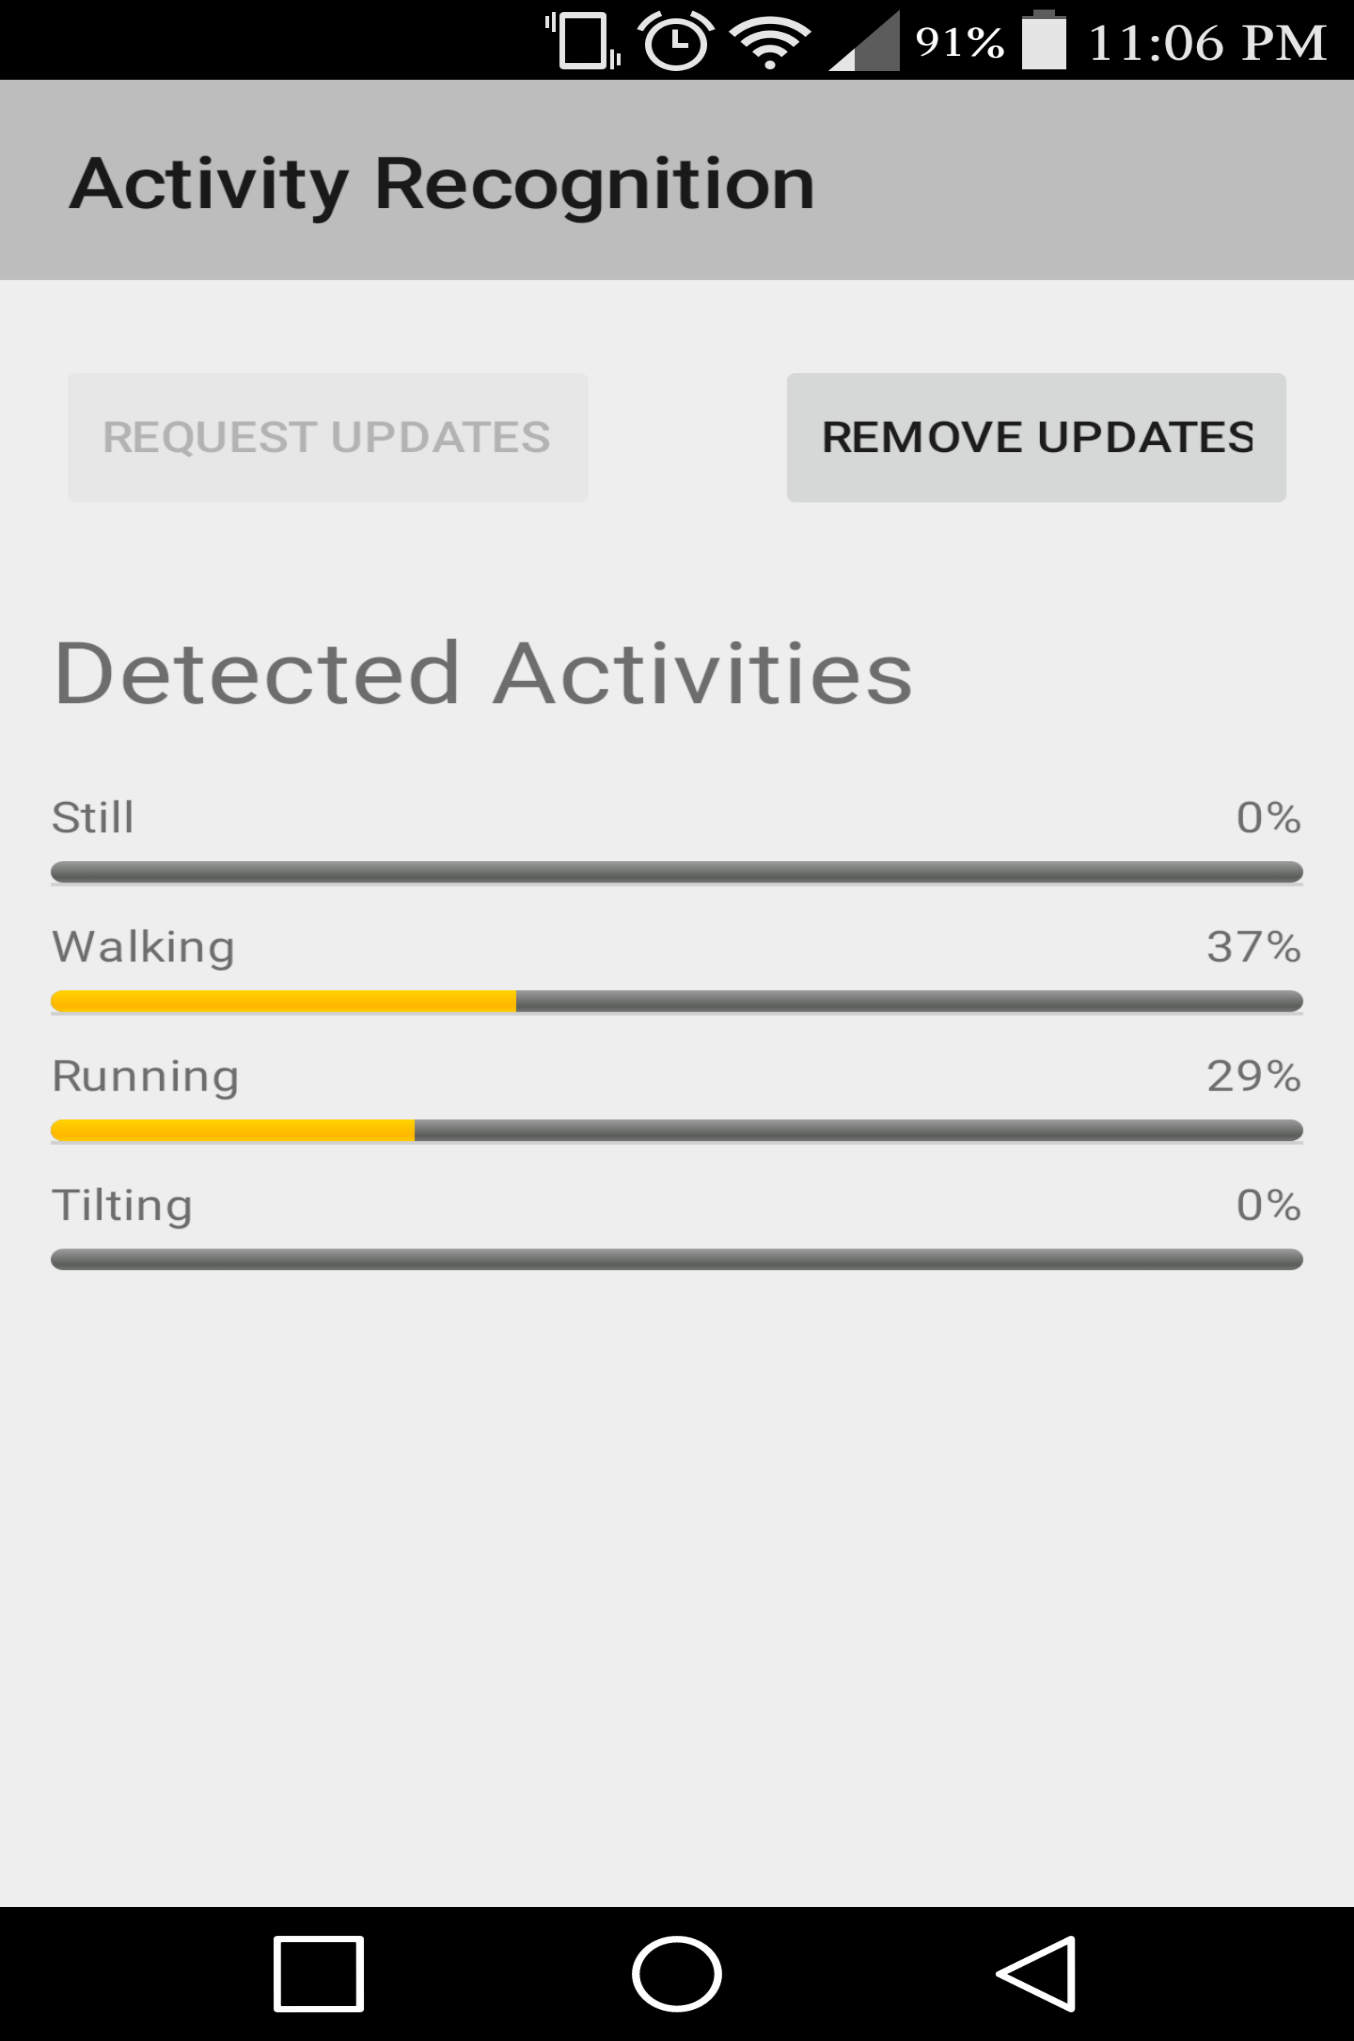 91% 11:06 PM
Activity Recognition
REQUEST UPDATES REMOVE UPDATES
Detected Activities
Still 0%
Walking 37%
Running 29%
Tilting 0%